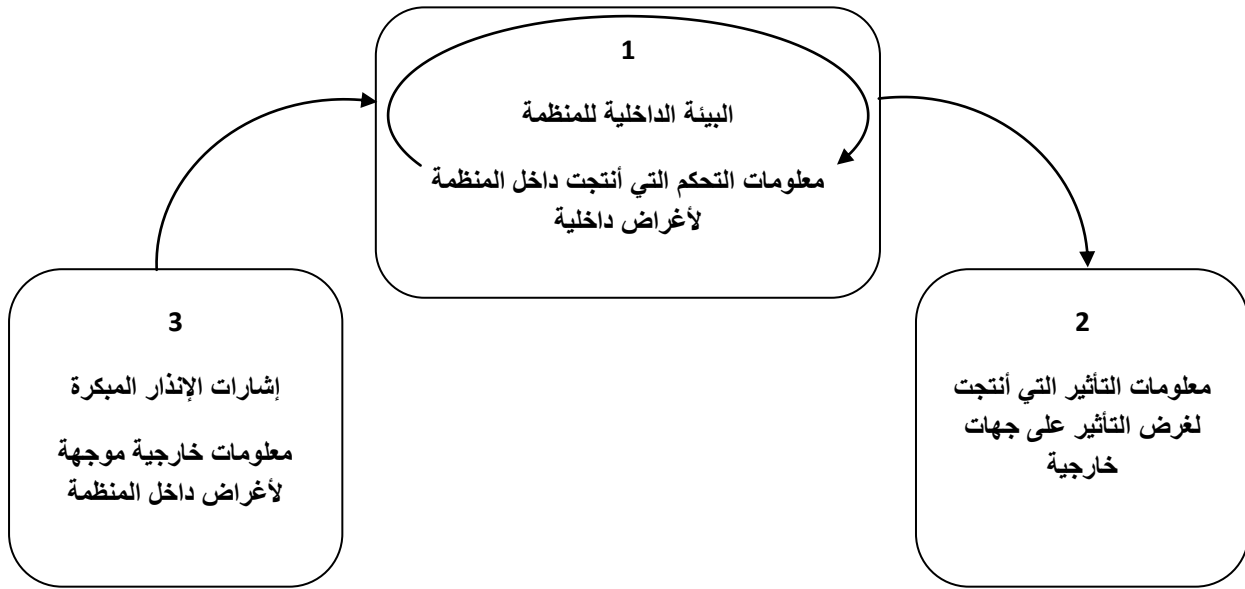 1
البيئة الداخلية للمنظمة
معلومات التحكم التي أنتجت داخل المنظمة
لأغراض داخلية
2
معلومات التأثير التي أنتجت
لغرض التأثير على جهات
خارجية
3
إشارات الإنذار المبكرة
معلومات خارجية موجهة
لأغراض داخل المنظمة